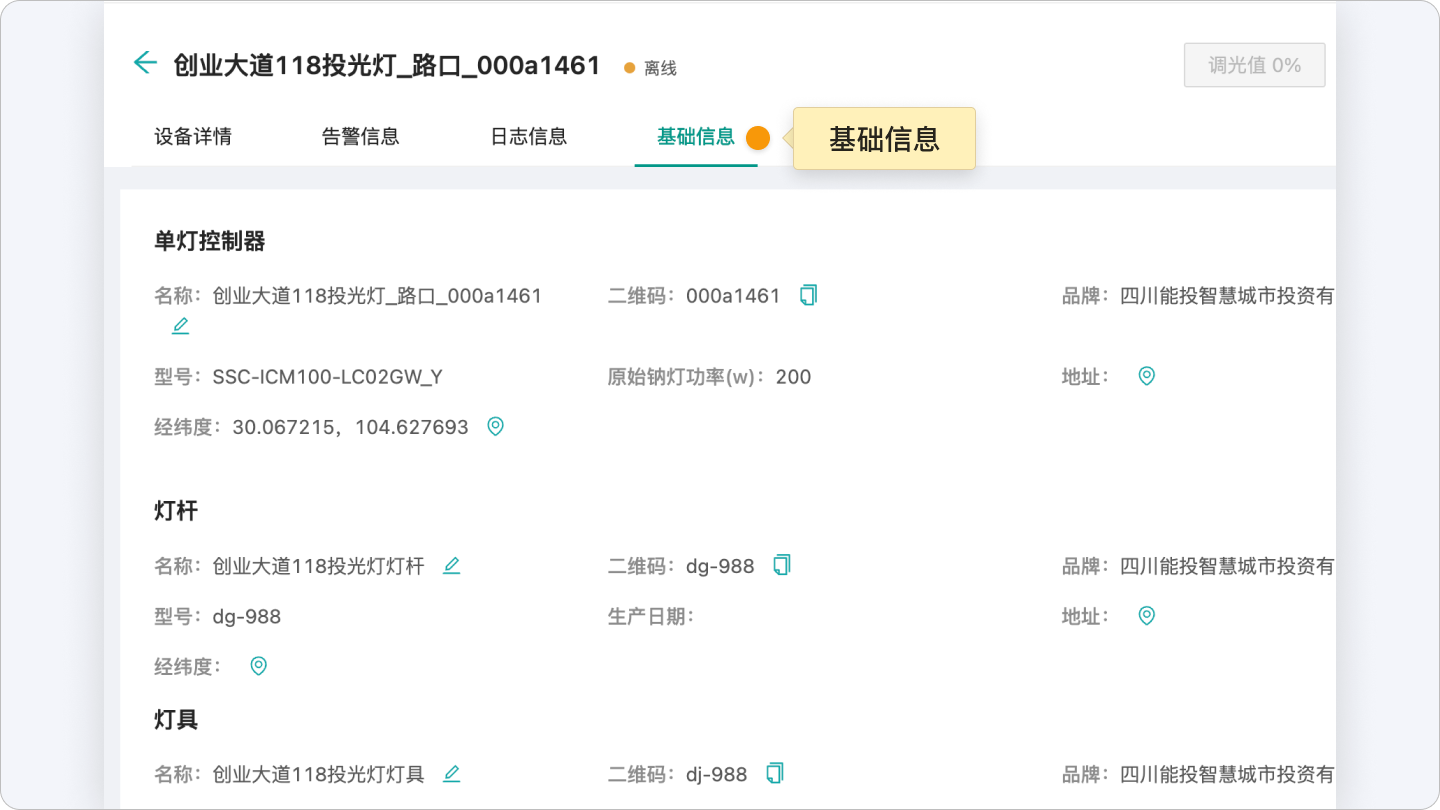 创业大道118投光灯_路口_000a1461 离线 调光值 0%
设备详情 告警信息 日志信息 基础信息 基础信息
单灯控制器
名称：创业大道118投光灯_路口_000a1461 二维码：000a1461 品牌：四川能投智慧城市投资有
型号：SSC-ICM100-LC02GW_Y 原始钠灯功率(w)：200 地址：
经纬度：30.067215，104.627693
灯杆
名称：创业大道118投光灯灯杆 二维码：dg-988 品牌：四川能投智慧城市投资有
型号：dg-988 生产日期： 地址：
经纬度：
灯具
名称：创业大道118投光灯灯具 二维码：dj-988 品牌：四川能投智慧城市投资有